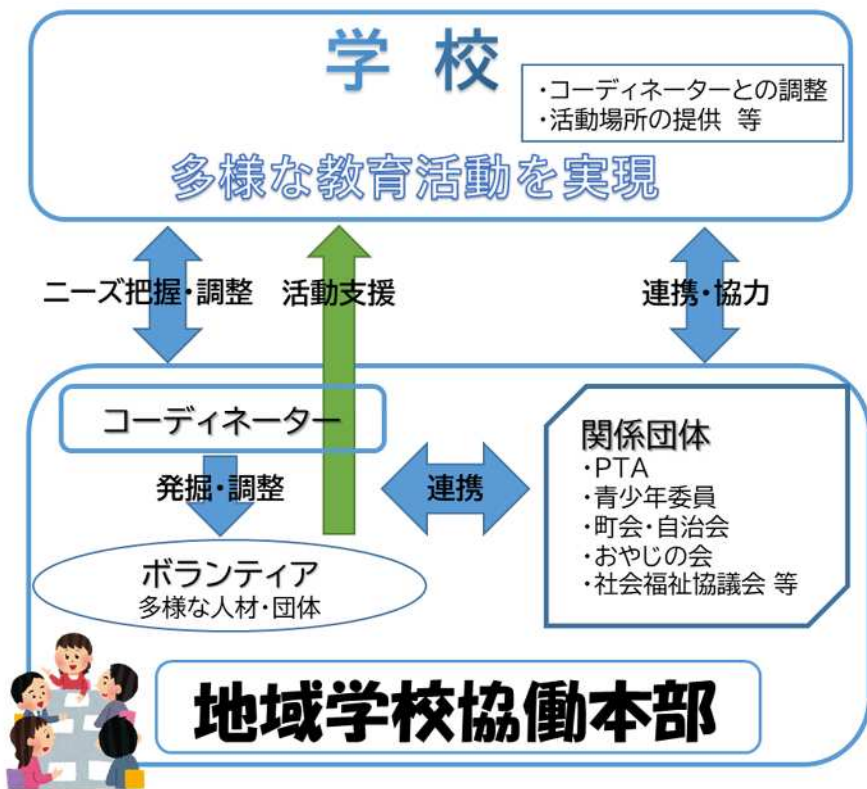 学校
・コーディネーターとの調整
・活動場所の提供 等
多様な教育活動を実現
ニーズ把握・調整
活動支援
連携・協力
コーディネーター
発掘・調整
連携
関係団体
・PTA
・青少年委員
・町会・自治会
・おやじの会
・社会福祉協議会 等
ボランティア
多様な人材・団体
地域学校協働本部